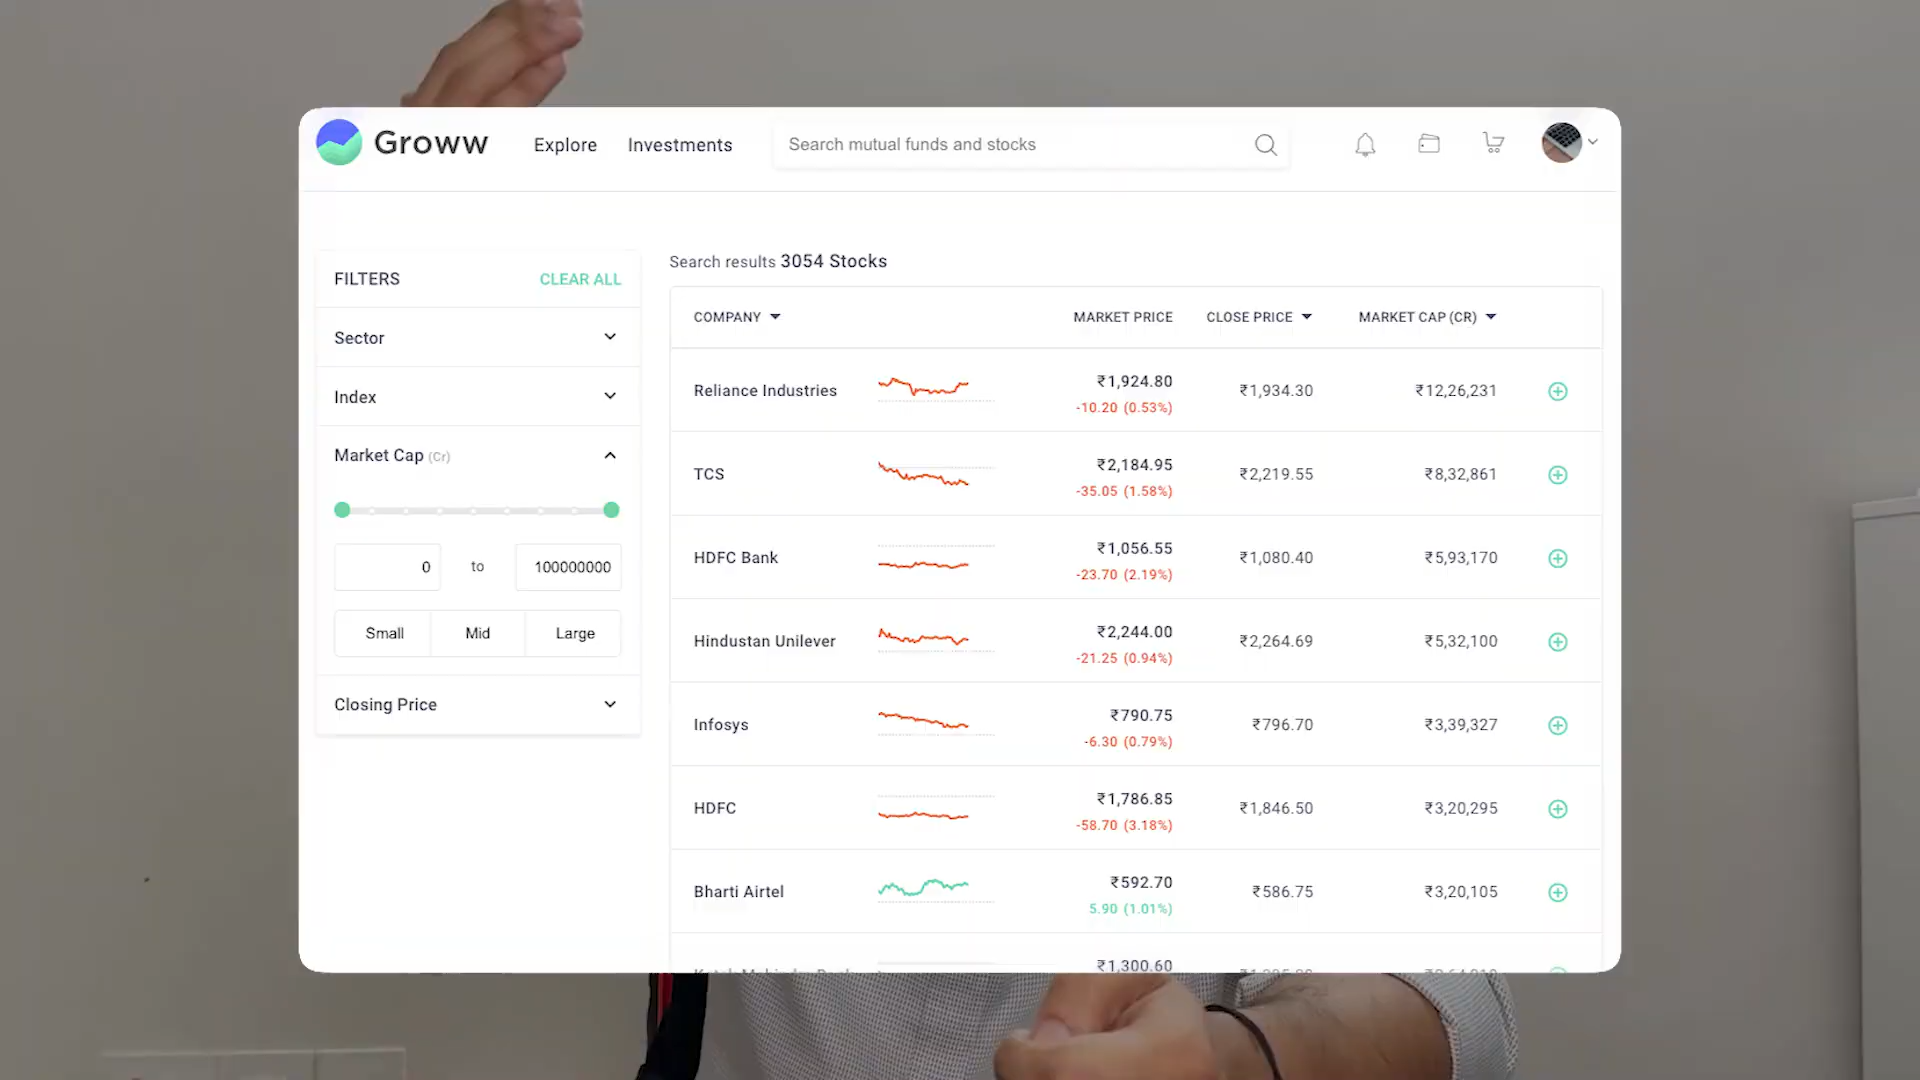 Groww
Explore
Investments
Search mutual funds and stocks
FILTERS
CLEAR ALL
Sector
Index
Market Cap (Cr)
0 to 100000000
Small Mid Large
Closing Price
Search results 3054 Stocks
COMPANY MARKET PRICE CLOSE PRICE MARKET CAP (CR)
Reliance Industries ₹1,924.80 ₹1,934.30 ₹12,26,231
-10.20 (0.53%)
TCS ₹2,184.95 ₹2,219.55 ₹8,32,861
-35.05 (1.58%)
HDFC Bank ₹1,056.55 ₹1,080.40 ₹5,93,170
-23.70 (2.19%)
Hindustan Unilever ₹2,244.00 ₹2,264.69 ₹5,32,100
-21.25 (0.94%)
Infosys ₹790.75 ₹796.70 ₹3,39,327
-6.30 (0.79%)
HDFC ₹1,786.85 ₹1,846.50 ₹3,20,295
-58.70 (3.18%)
Bharti Airtel ₹592.70 ₹586.75 ₹3,20,105
5.90 (1.01%)
₹1,300.60